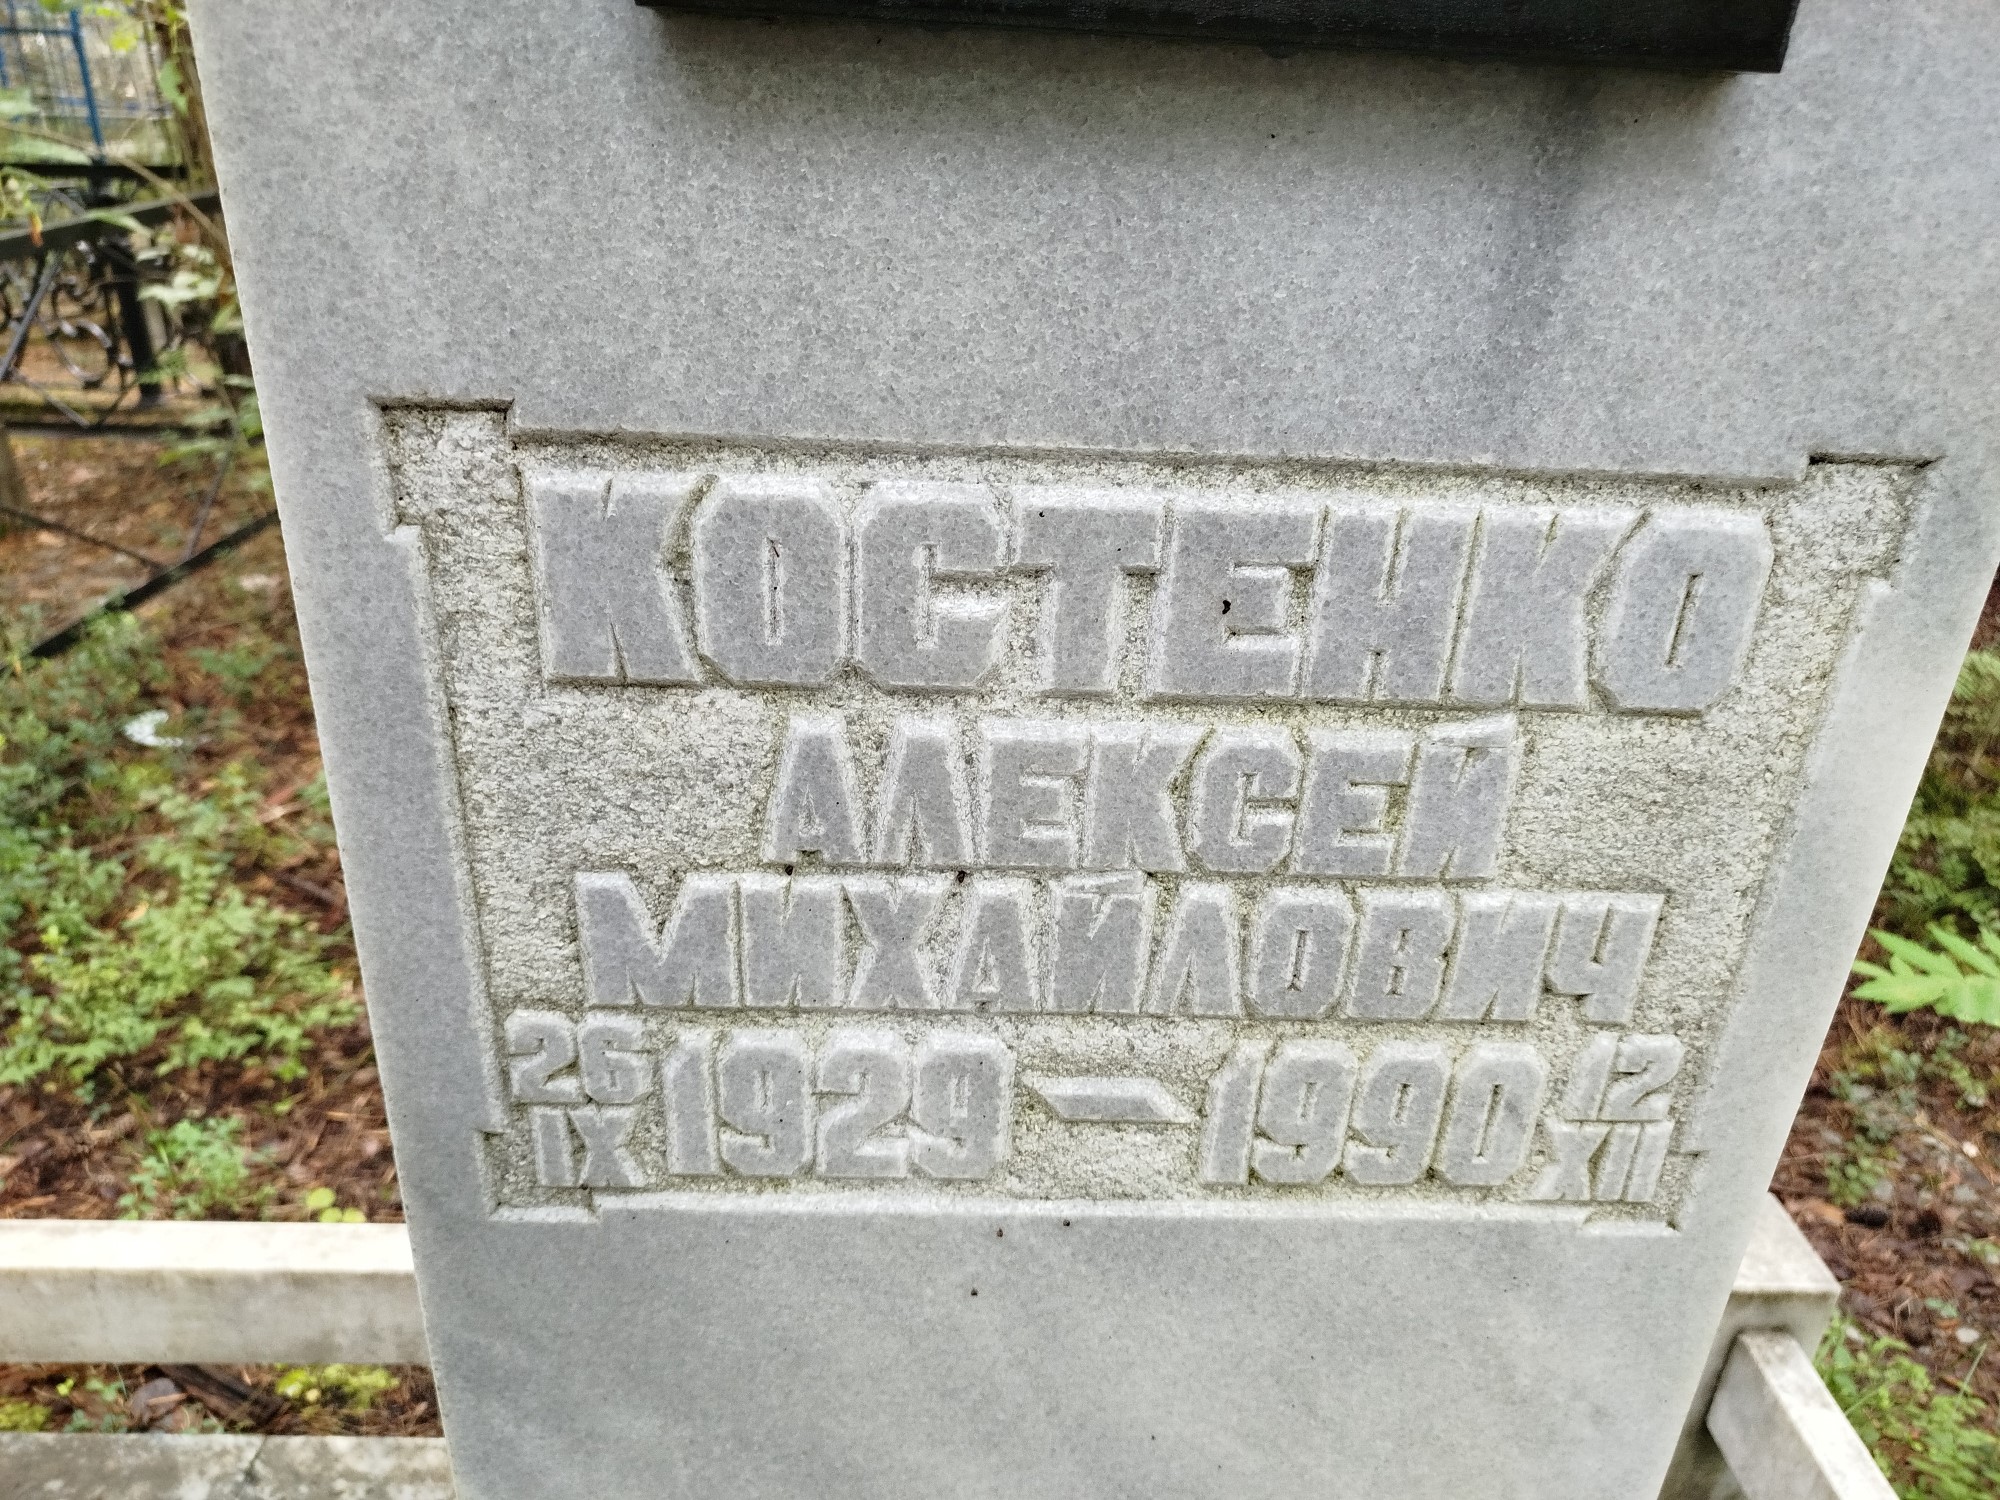 КОСТЕНКО
АЛЕКСЕЙ
МИХАЙЛОВИЧ
26 IX 1929 — 1990 12 XII